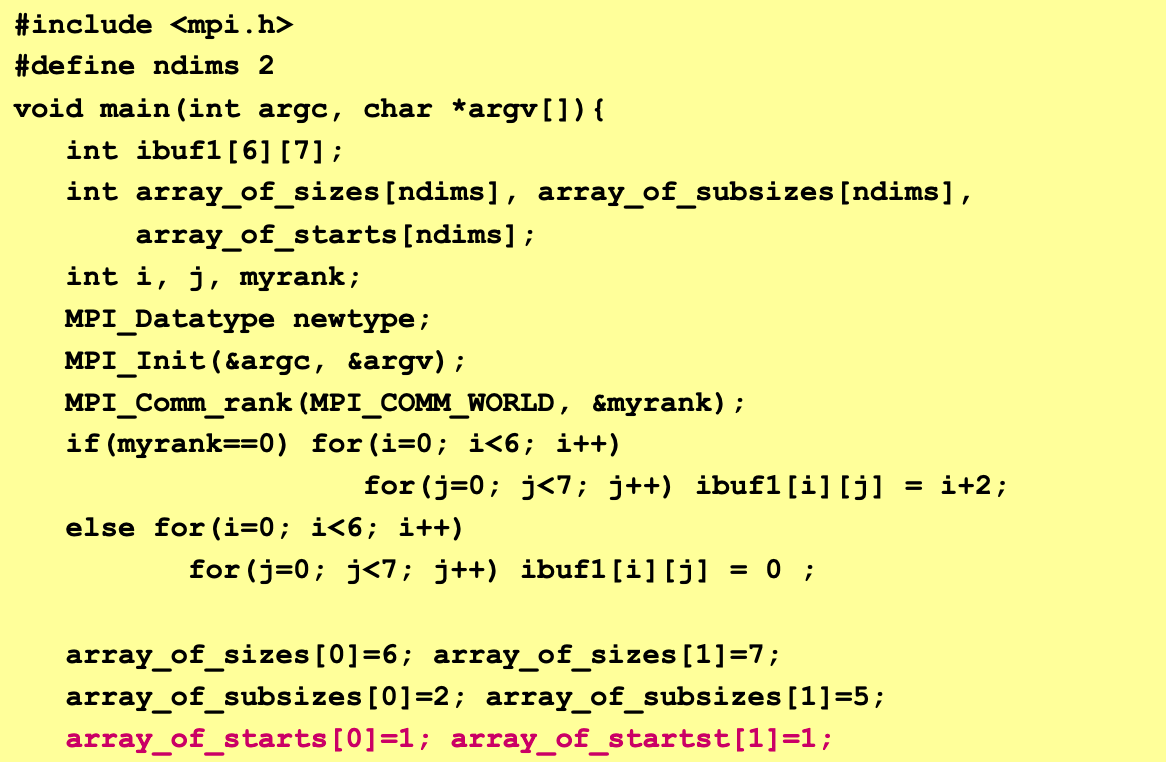 #include <mpi.h>
#define ndims 2
void main(int argc, char *argv[]){
   int ibuf1[6][7];
   int array_of_sizes[ndims], array_of_subsizes[ndims],
       array_of_starts[ndims];
   int i, j, myrank;
   MPI_Datatype newtype;
   MPI_Init(&argc, &argv);
   MPI_Comm_rank(MPI_COMM_WORLD, &myrank);
   if(myrank==0) for(i=0; i<6; i++)
                    for(j=0; j<7; j++) ibuf1[i][j] = i+2;
   else for(i=0; i<6; i++)
          for(j=0; j<7; j++) ibuf1[i][j] = 0 ;
   array_of_sizes[0]=6; array_of_sizes[1]=7;
   array_of_subsizes[0]=2; array_of_subsizes[1]=5;
   array_of_starts[0]=1; array_of_startst[1]=1;